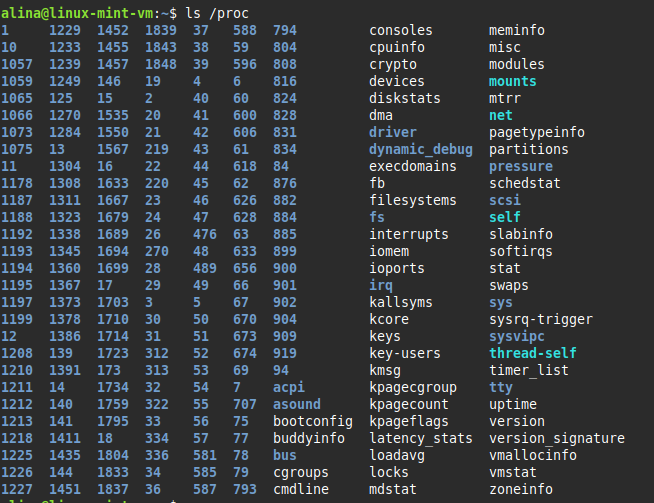 alina@linux-mint-vm:~$ ls /proc
1 1229 1452 1839 37 588 794 consoles meminfo
10 1233 1455 1843 38 59 804 cpuinfo misc
1057 1239 1457 1848 39 596 808 crypto modules
1059 1249 146 19 4 6 816 devices mounts
1065 125 15 2 40 60 824 diskstats mtrr
1066 1270 1535 20 41 600 828 dma net
1073 1284 1550 21 42 606 831 driver pagetypeinfo
1075 13 1567 219 43 61 834 dynamic_debug partitions
11 1304 16 22 44 618 84 execdomains pressure
1178 1308 1633 220 45 62 876 fb schedstat
1187 1311 1667 23 46 626 882 filesystems scsi
1188 1323 1679 24 47 628 884 fs self
1192 1338 1689 26 476 63 885 interrupts slabinfo
1193 1345 1694 270 48 633 899 iomem softirqs
1194 1360 1699 28 489 656 900 ioports stat
1195 1367 17 29 49 66 901 irq swaps
1197 1373 1703 3 5 67 902 kallsyms sys
1199 1378 1710 30 50 670 904 kcore sysrq-trigger
12 1386 1714 31 51 673 909 keys sysvipc
1208 139 1723 312 52 674 919 key-users thread-self
1210 1391 173 313 53 69 94 kmsg timer_list
1211 14 1734 32 54 7 acpi kpagecgroup tty
1212 140 1759 322 55 707 asound kpagecount uptime
1213 141 1795 33 56 75 bootconfig kpageflags version
1218 1411 18 334 57 77 buddyinfo latency_stats version_signature
1225 1435 1804 336 581 78 bus loadavg vmallocinfo
1226 144 1833 34 585 79 cgroups locks vmstat
1227 1451 1837 36 587 793 cmdline mdstat zoneinfo